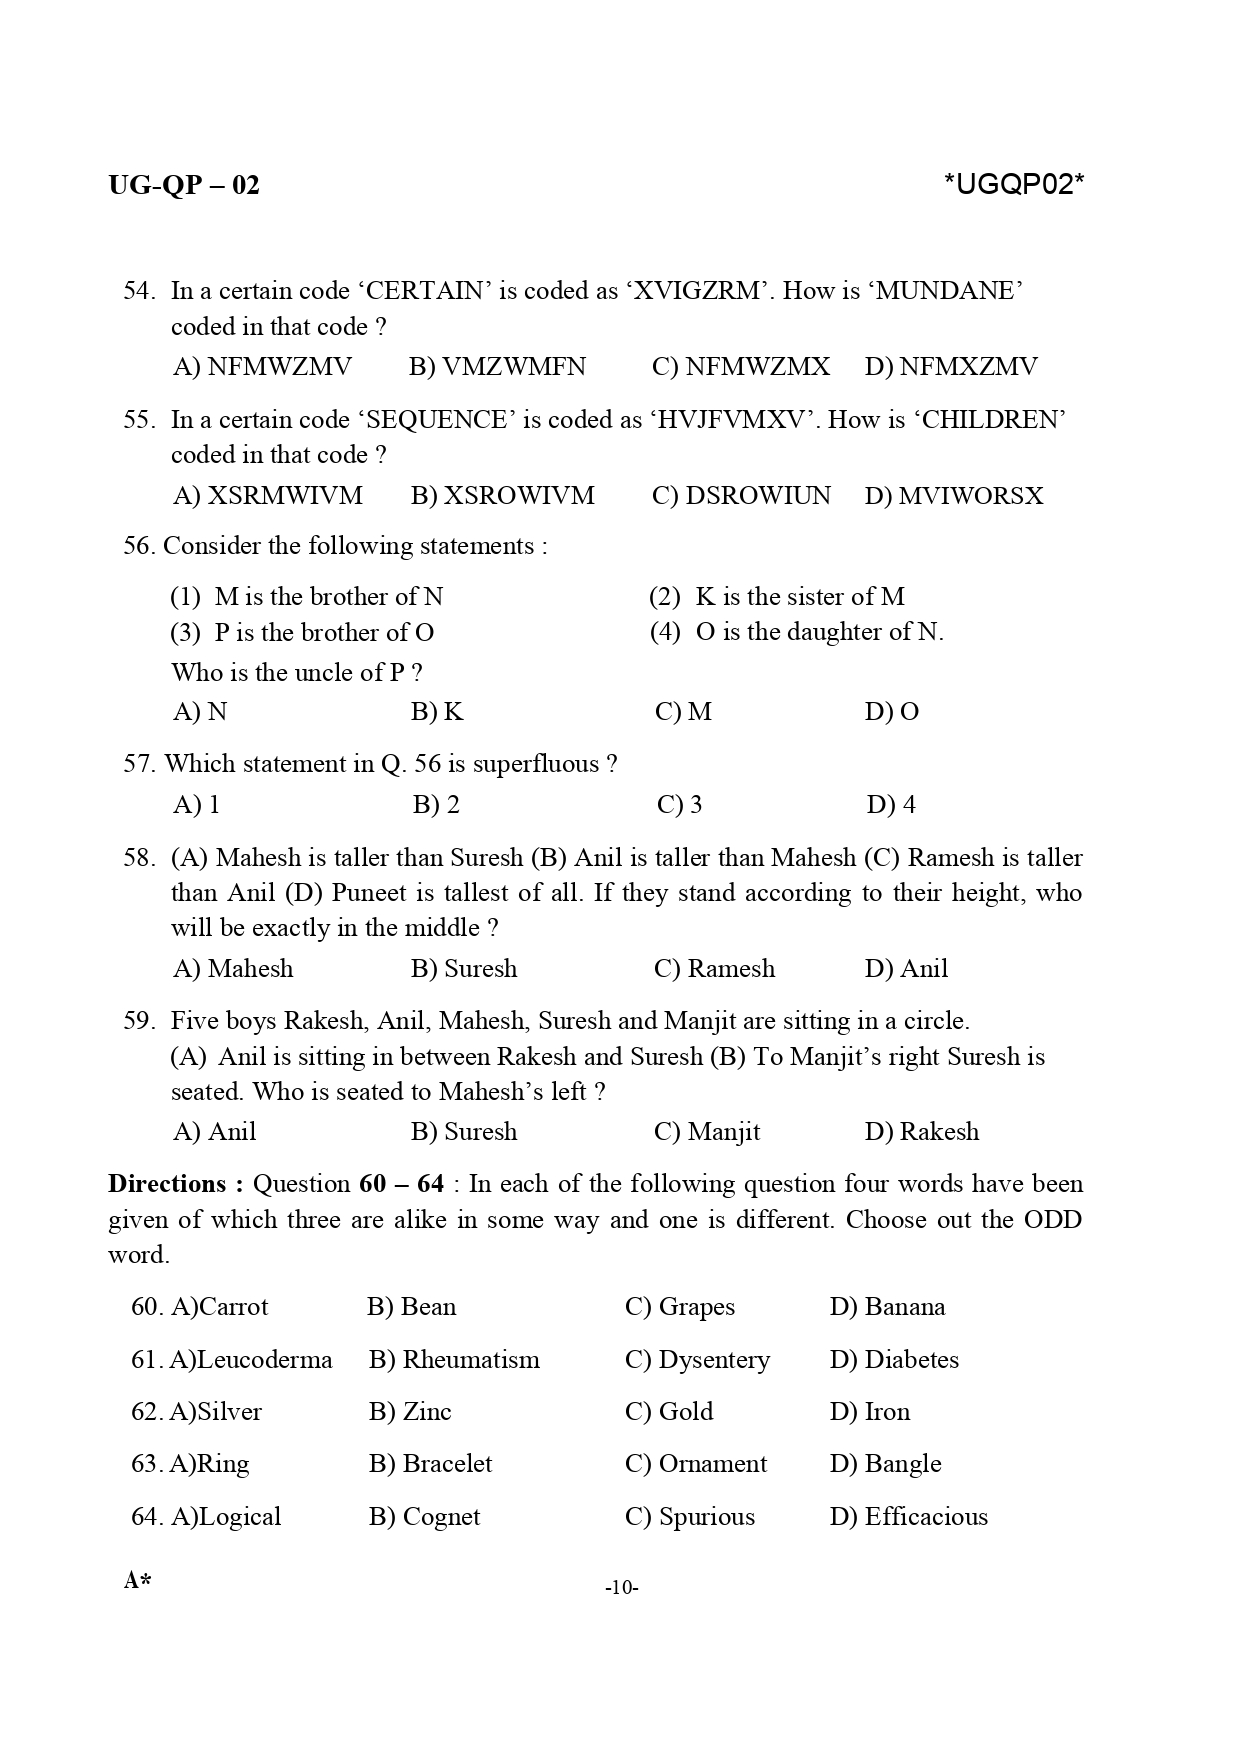 UG-QP – 02 *UGQP02*
54. In a certain code ‘CERTAIN’ is coded as ‘XVIGZRM’. How is ‘MUNDANE’
coded in that code ?
A) NFMWZMV B) VMZWMFN C) NFMWZMX D) NFMXZMV
55. In a certain code ‘SEQUENCE’ is coded as ‘HVJFVMXV’. How is ‘CHILDREN’
coded in that code ?
A) XSRMWIVM B) XSROWIVM C) DSROWIUN D) MVIWORSX
56. Consider the following statements :
(1) M is the brother of N (2) K is the sister of M
(3) P is the brother of O (4) O is the daughter of N.
Who is the uncle of P ?
A) N B) K C) M D) O
57. Which statement in Q. 56 is superfluous ?
A) 1 B) 2 C) 3 D) 4
58. (A) Mahesh is taller than Suresh (B) Anil is taller than Mahesh (C) Ramesh is taller
than Anil (D) Puneet is tallest of all. If they stand according to their height, who
will be exactly in the middle ?
A) Mahesh B) Suresh C) Ramesh D) Anil
59. Five boys Rakesh, Anil, Mahesh, Suresh and Manjit are sitting in a circle.
(A) Anil is sitting in between Rakesh and Suresh (B) To Manjit’s right Suresh is
seated. Who is seated to Mahesh’s left ?
A) Anil B) Suresh C) Manjit D) Rakesh
Directions : Question 60 – 64 : In each of the following question four words have been
given of which three are alike in some way and one is different. Choose out the ODD
word.
60. A)Carrot B) Bean C) Grapes D) Banana
61. A)Leucoderma B) Rheumatism C) Dysentery D) Diabetes
62. A)Silver B) Zinc C) Gold D) Iron
63. A)Ring B) Bracelet C) Ornament D) Bangle
64. A)Logical B) Cognet C) Spurious D) Efficacious
A* -10-